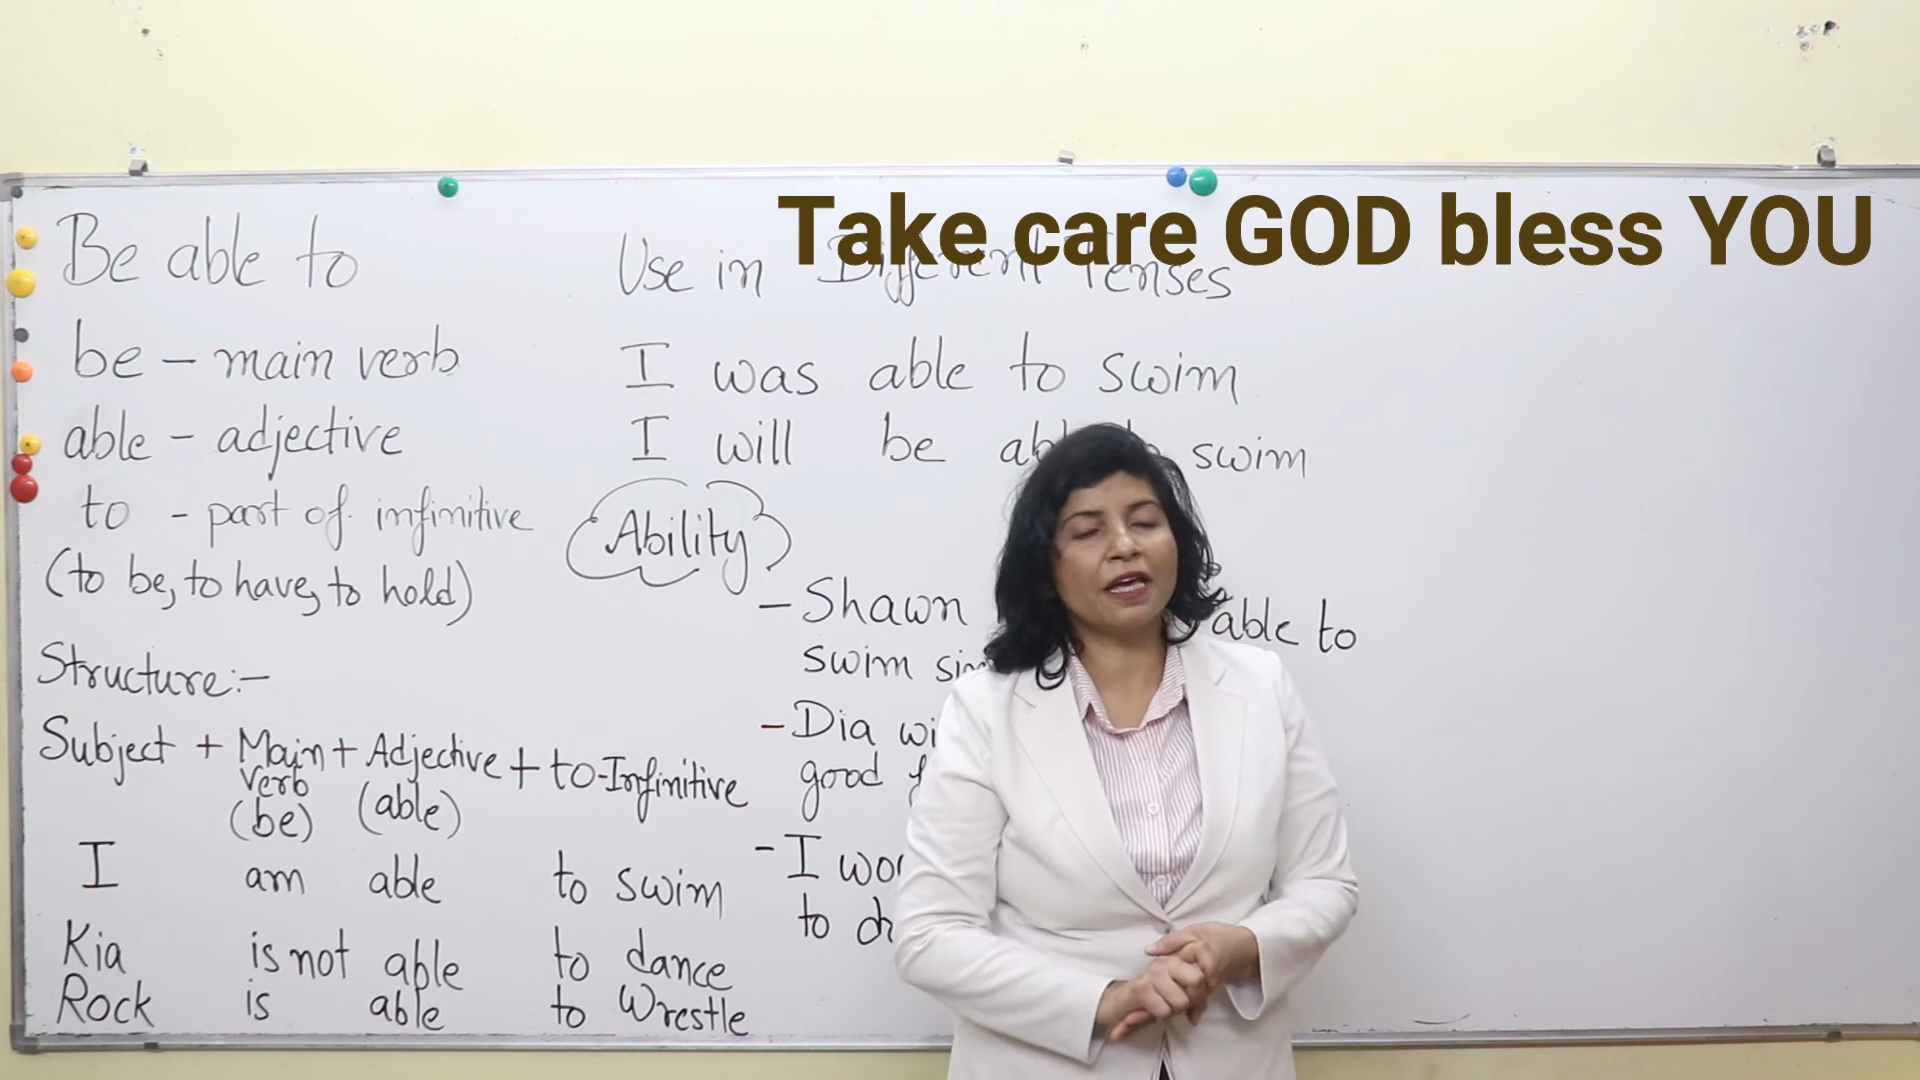 Take care GOD bless YOU
Be able to
be – main verb
able – adjective
to - part of infinitive
(to be, to have, to hold)
Structure:-
Subject + Main + Adjective + to-Infinitive
verb
(be) (able)
I am able to swim
Kia is not able to dance
Rock is able to Wrestle
Use in Different Tenses
I was able to swim
I will be swim
Ability
- Shawn able to
swim
- Dia
good
- I
to